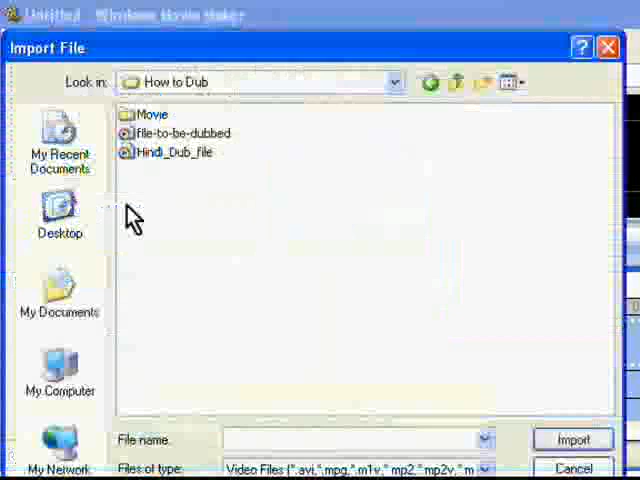 Untitled - Windows Movie Maker
Import File
Look in:
How to Dub
Movie
file-to-be-dubbed
Hindi_Dub_file
My Recent
Documents
Desktop
My Documents
My Computer
My Network
File name:
Import
Files of type:
Video Files (*.avi,*.mpg,*.m1v,*.mp2,*.mp2v,*.m
Cancel